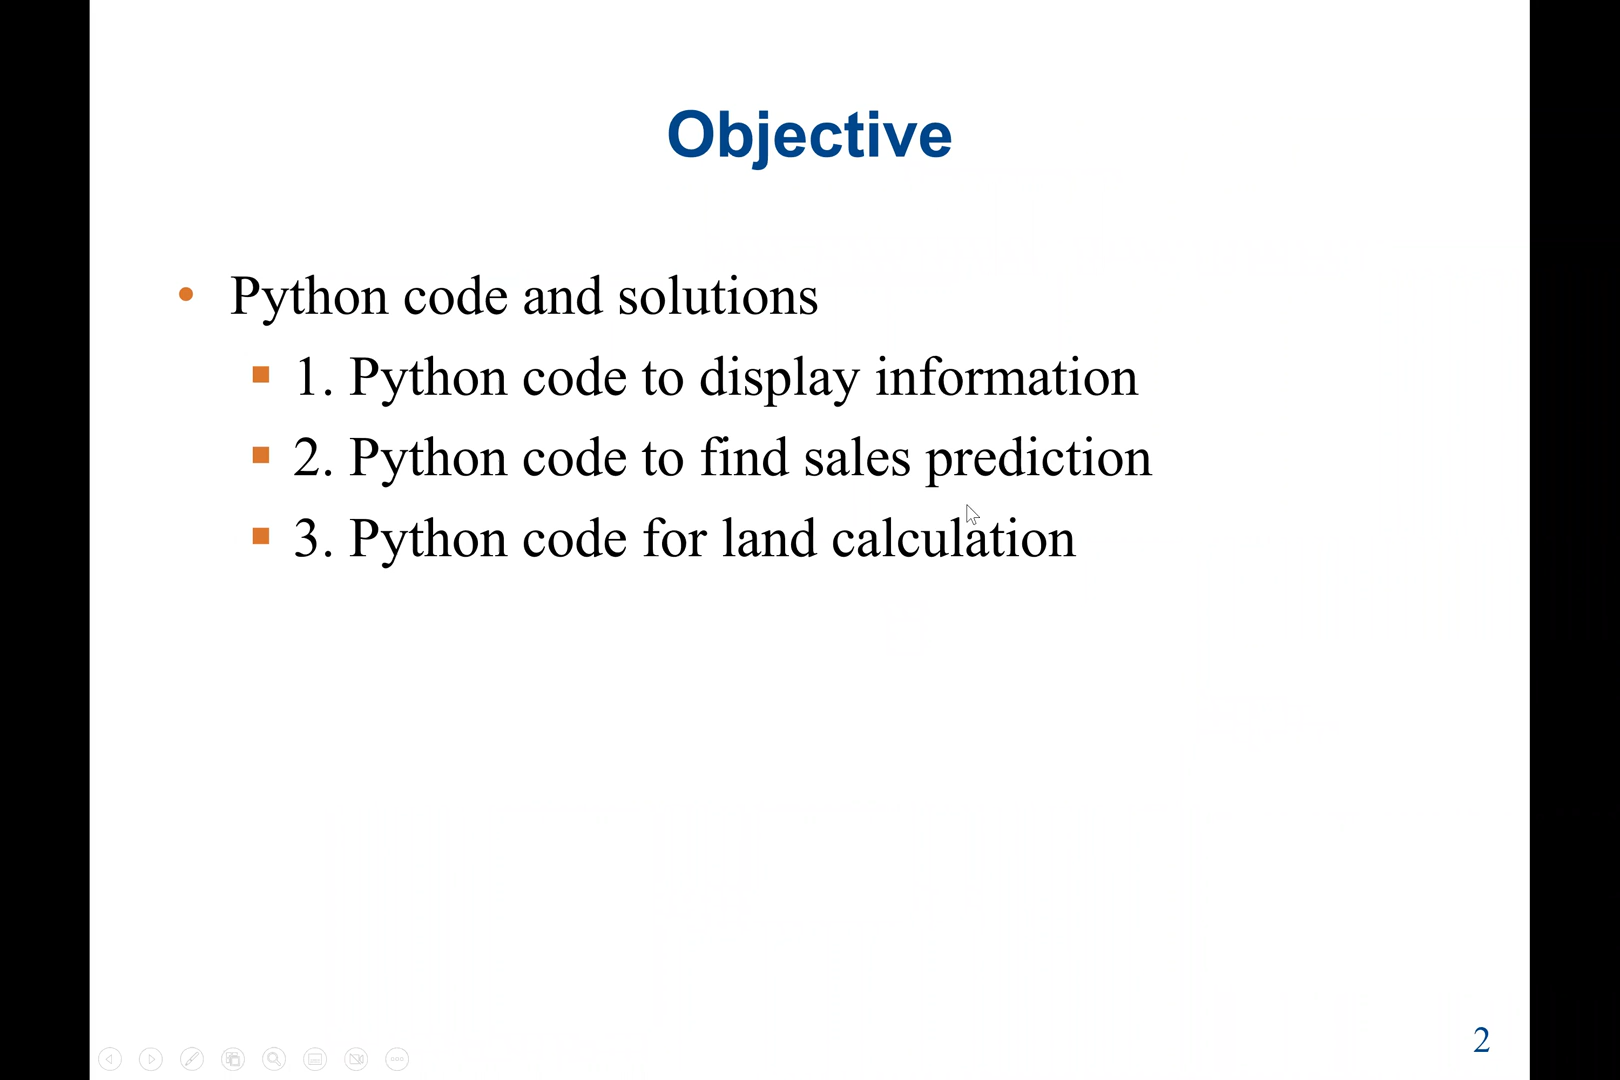 Objective
• Python code and solutions
▪ 1. Python code to display information
▪ 2. Python code to find sales prediction
▪ 3. Python code for land calculation
2